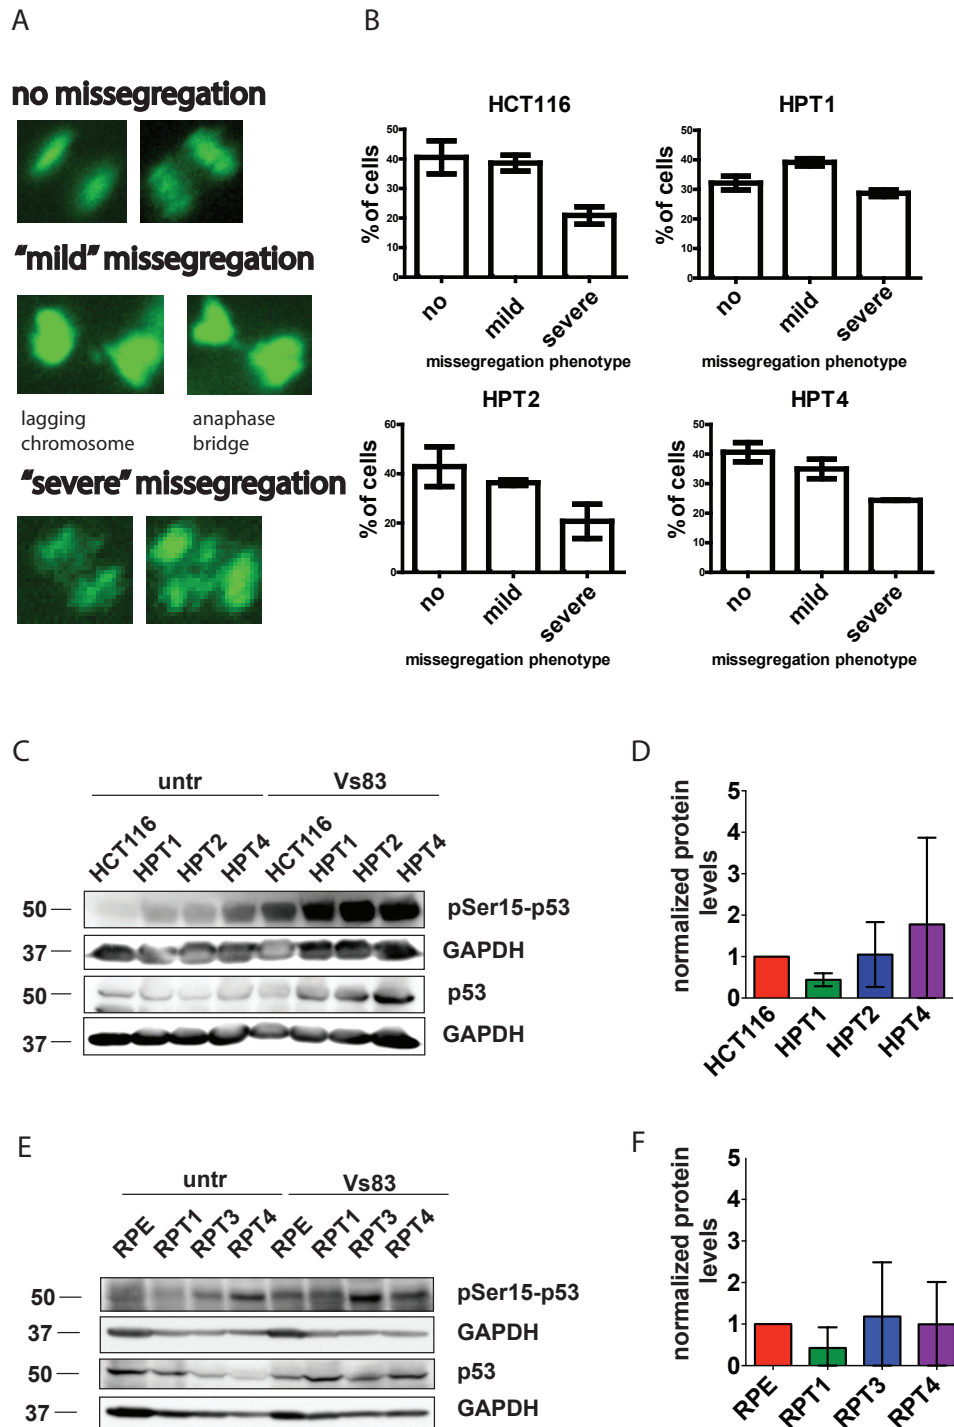 A
no missegregation
"mild" missegregation
lagging
chromosome
anaphase
bridge
"severe" missegregation
B
HCT116
% of cells
50
40
30
20
10
0
no
mild
severe
missegregation phenotype
HPT1
% of cells
50
40
30
20
10
0
no
mild
severe
missegregation phenotype
HPT2
% of cells
60
40
20
0
no
mild
severe
missegregation phenotype
HPT4
% of cells
50
40
30
20
10
0
no
mild
severe
missegregation phenotype
C
untr
Vs83
HCT116
HPT1
HPT2
HPT4
HCT116
HPT1
HPT2
HPT4
50
pSer15-p53
37
GAPDH
50
p53
37
GAPDH
D
normalized protein
levels
5
4
3
2
1
0
HCT116
HPT1
HPT2
HPT4
E
untr
Vs83
RPE
RPT1
RPT3
RPT4
RPE
RPT1
RPT3
RPT4
50
pSer15-p53
37
GAPDH
50
p53
37
GAPDH
F
normalized protein
levels
5
4
3
2
1
0
RPE
RPT1
RPT3
RPT4